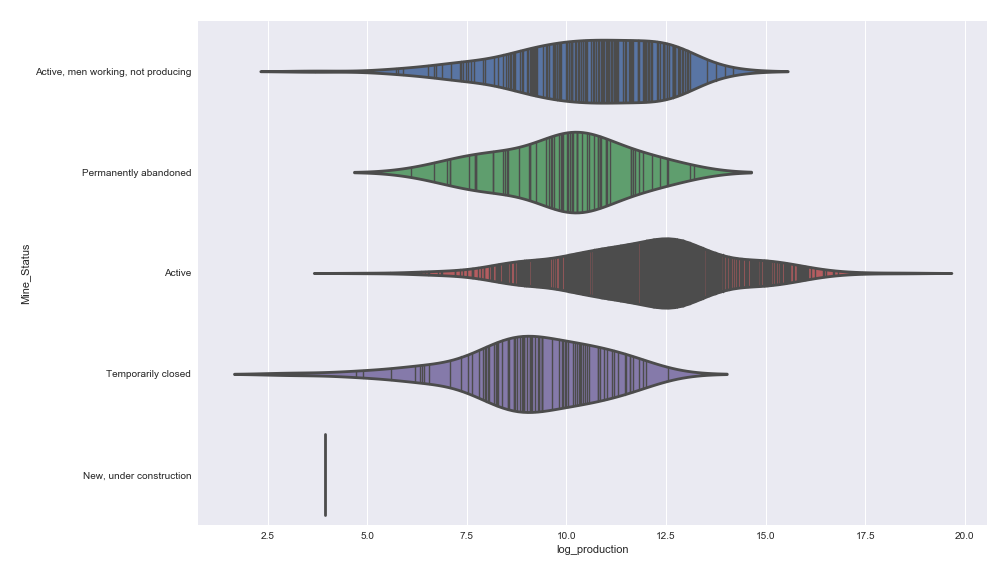 Mine_Status
Active, men working, not producing
Permanently abandoned
Active
Temporarily closed
New, under construction
2.5 5.0 7.5 10.0 12.5 15.0 17.5 20.0
log_production